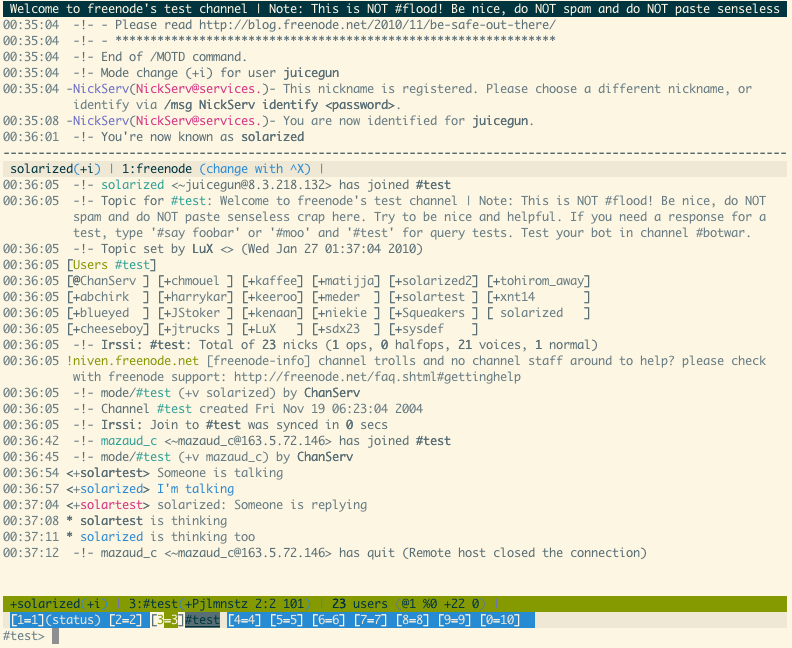 Welcome to freenode's test channel | Note: This is NOT #flood! Be nice, do NOT spam and do NOT paste senseless
00:35:04  -!- - Please read http://blog.freenode.net/2010/11/be-safe-out-there/
00:35:04  -!- - ***************************************************************
00:35:04  -!- End of /MOTD command.
00:35:04  -!- Mode change (+i) for user juicegun
00:35:04 -NickServ(NickServ@services.)- This nickname is registered. Please choose a different nickname, or
identify via /msg NickServ identify <password>.
00:35:08 -NickServ(NickServ@services.)- You are now identified for juicegun.
00:36:01  -!- You're now known as solarized
solarized(+i) | 1:freenode (change with ^X) |
00:36:05  -!- solarized <~juicegun@8.3.218.132> has joined #test
00:36:05  -!- Topic for #test: Welcome to freenode's test channel | Note: This is NOT #flood! Be nice, do NOT
spam and do NOT paste senseless crap here. Try to be nice and helpful. If you need a response for a
test, type '#say foobar' or '#moo' and '#test' for query tests. Test your bot in channel #botwar.
00:36:05  -!- Topic set by LuX <> (Wed Jan 27 01:37:04 2010)
00:36:05 [Users #test]
00:36:05 [@ChanServ ] [+chmouel ] [+kaffee] [+matijja] [+solarized2] [+tohirom_away]
00:36:05 [+abchirk  ] [+harrykar] [+keeroo] [+meder  ] [+solartest ] [+xnt14       ]
00:36:05 [+blueyed  ] [+JStoker ] [+kenaan] [+niekie ] [+Squeakers ] [ solarized   ]
00:36:05 [+cheeseboy] [+jtrucks ] [+LuX   ] [+sdx23  ] [+sysdef    ]
00:36:05  -!- Irssi: #test: Total of 23 nicks (1 ops, 0 halfops, 21 voices, 1 normal)
00:36:05 !niven.freenode.net [freenode-info] channel trolls and no channel staff around to help? please check
with freenode support: http://freenode.net/faq.shtml#gettinghelp
00:36:05  -!- mode/#test (+v solarized) by ChanServ
00:36:05  -!- Channel #test created Fri Nov 19 06:23:04 2004
00:36:05  -!- Irssi: Join to #test was synced in 0 secs
00:36:42  -!- mazaud_c <~mazaud_c@163.5.72.146> has joined #test
00:36:45  -!- mode/#test (+v mazaud_c) by ChanServ
00:36:54 <+solartest> Someone is talking
00:36:57 <+solarized> I'm talking
00:37:04 <+solartest> solarized: Someone is replying
00:37:08 * solartest is thinking
00:37:11 * solarized is thinking too
00:37:12  -!- mazaud_c <~mazaud_c@163.5.72.146> has quit (Remote host closed the connection)
+solarized(+i) | 3:#test(+Pjlmnstz 2:2 101) | 23 users (@1 %0 +22 0) |
[1=1](status) [2=2] [3=3]#test [4=4] [5=5] [6=6] [7=7] [8=8] [9=9] [0=10]
#test>